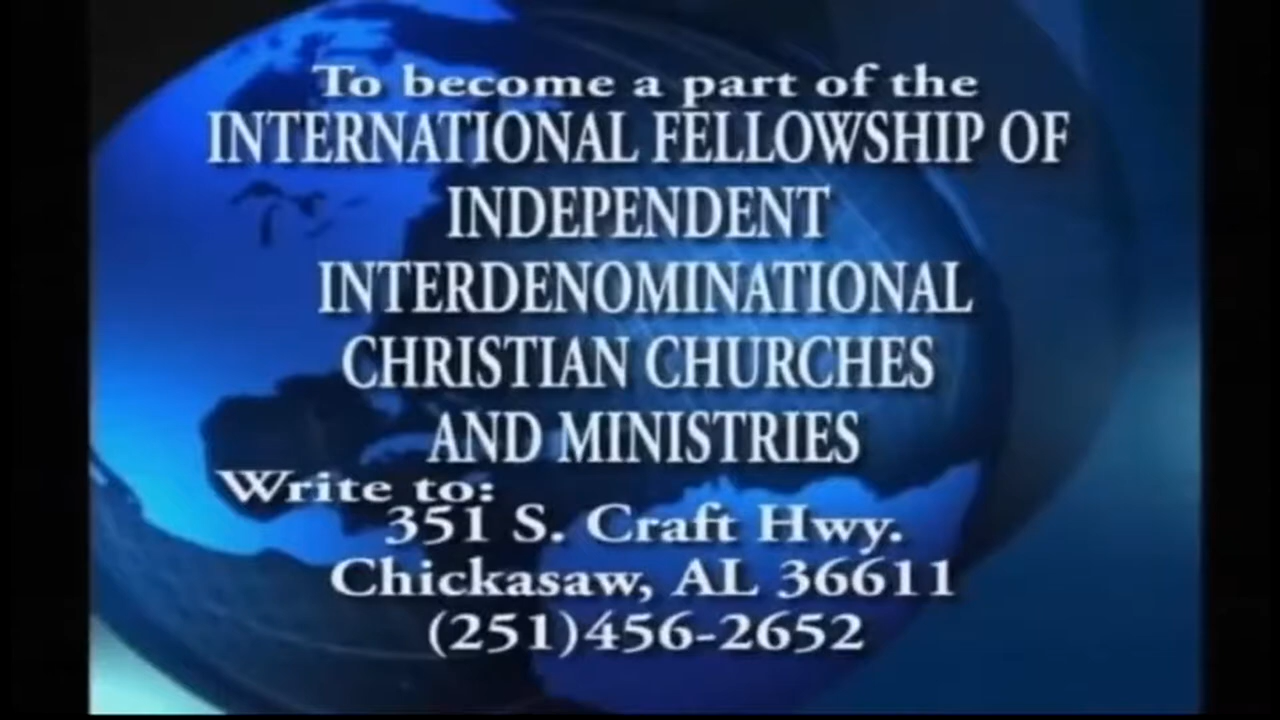 To become a part of the
INTERNATIONAL FELLOWSHIP OF
INDEPENDENT
INTERDENOMINATIONAL
CHRISTIAN CHURCHES
AND MINISTRIES
Write to:
351 S. Craft Hwy.
Chickasaw, AL 36611
(251)456-2652